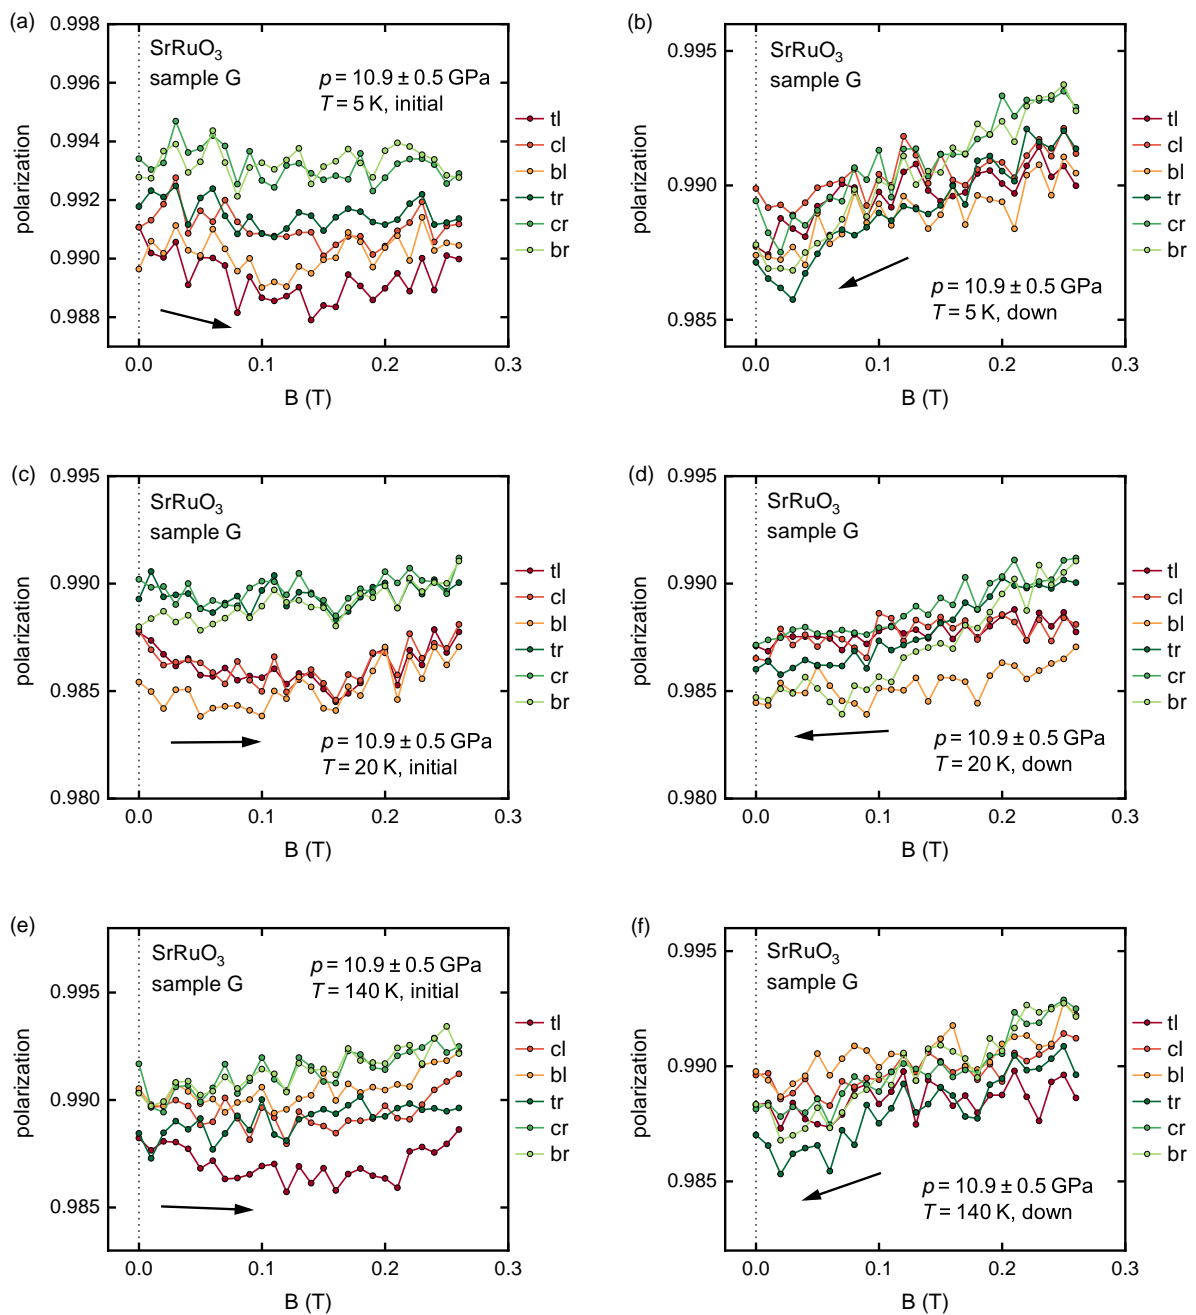 (a)
0.998
0.996
0.994
0.992
0.990
0.988
polarization
SrRuO3
sample G
p = 10.9 ± 0.5 GPa
T = 5 K, initial
0.0
0.1
0.2
0.3
B (T)
tl
cl
bl
tr
cr
br
(b)
0.995
0.990
0.985
polarization
SrRuO3
sample G
p = 10.9 ± 0.5 GPa
T = 5 K, down
0.0
0.1
0.2
0.3
B (T)
tl
cl
bl
tr
cr
br
(c)
0.995
0.990
0.985
0.980
polarization
SrRuO3
sample G
p = 10.9 ± 0.5 GPa
T = 20 K, initial
0.0
0.1
0.2
0.3
B (T)
tl
cl
bl
tr
cr
br
(d)
0.995
0.990
0.985
0.980
polarization
SrRuO3
sample G
p = 10.9 ± 0.5 GPa
T = 20 K, down
0.0
0.1
0.2
0.3
B (T)
tl
cl
bl
tr
cr
br
(e)
0.995
0.990
0.985
polarization
SrRuO3
sample G
p = 10.9 ± 0.5 GPa
T = 140 K, initial
0.0
0.1
0.2
0.3
B (T)
tl
cl
bl
tr
cr
br
(f)
0.995
0.990
0.985
polarization
SrRuO3
sample G
p = 10.9 ± 0.5 GPa
T = 140 K, down
0.0
0.1
0.2
0.3
B (T)
tl
cl
bl
tr
cr
br